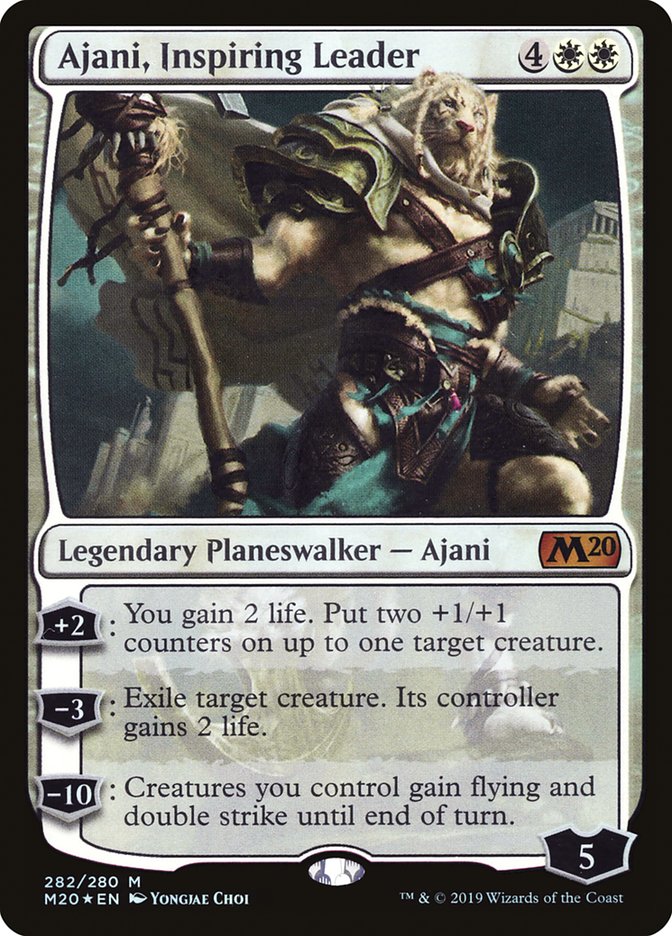 Ajani, Inspiring Leader 4
Legendary Planeswalker — Ajani M20
+2 : You gain 2 life. Put two +1/+1
counters on up to one target creature.
−3 : Exile target creature. Its controller
gains 2 life.
−10 : Creatures you control gain flying and
double strike until end of turn.
5
282/280 M
M20★EN Yongjae Choi
™ & © 2019 Wizards of the Coast